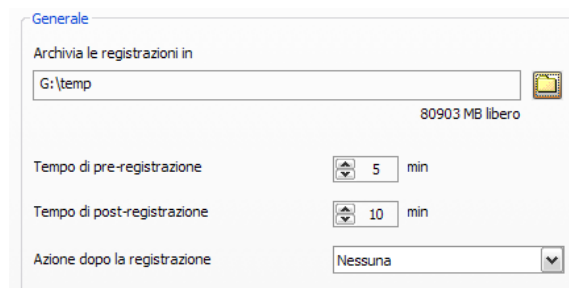 Generale
Archivia le registrazioni in
G:\temp
80903 MB libero
Tempo di pre-registrazione 5 min
Tempo di post-registrazione 10 min
Azione dopo la registrazione Nessuna